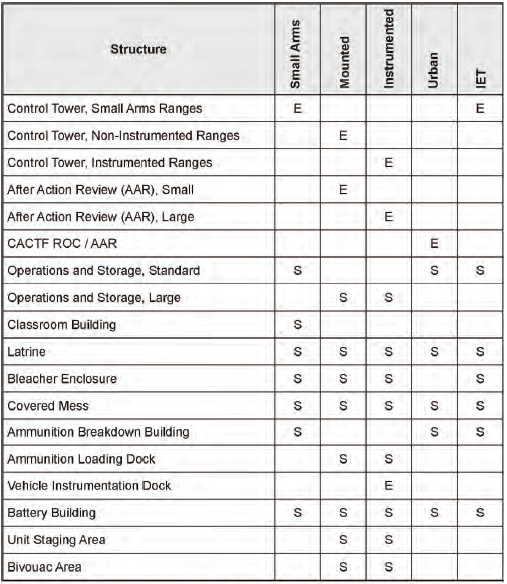 Structure Small Arms Mounted Instrumented Urban IET
Control Tower, Small Arms Ranges E E
Control Tower, Non-Instrumented Ranges E
Control Tower, Instrumented Ranges E
After Action Review (AAR), Small E
After Action Review (AAR), Large E
CACTF ROC / AAR E
Operations and Storage, Standard S S S
Operations and Storage, Large S S
Classroom Building S
Latrine S S S S S
Bleacher Enclosure S S S S
Covered Mess S S S S S
Ammunition Breakdown Building S S S
Ammunition Loading Dock S S
Vehicle Instrumentation Dock E
Battery Building S S S S S
Unit Staging Area S S
Bivouac Area S S